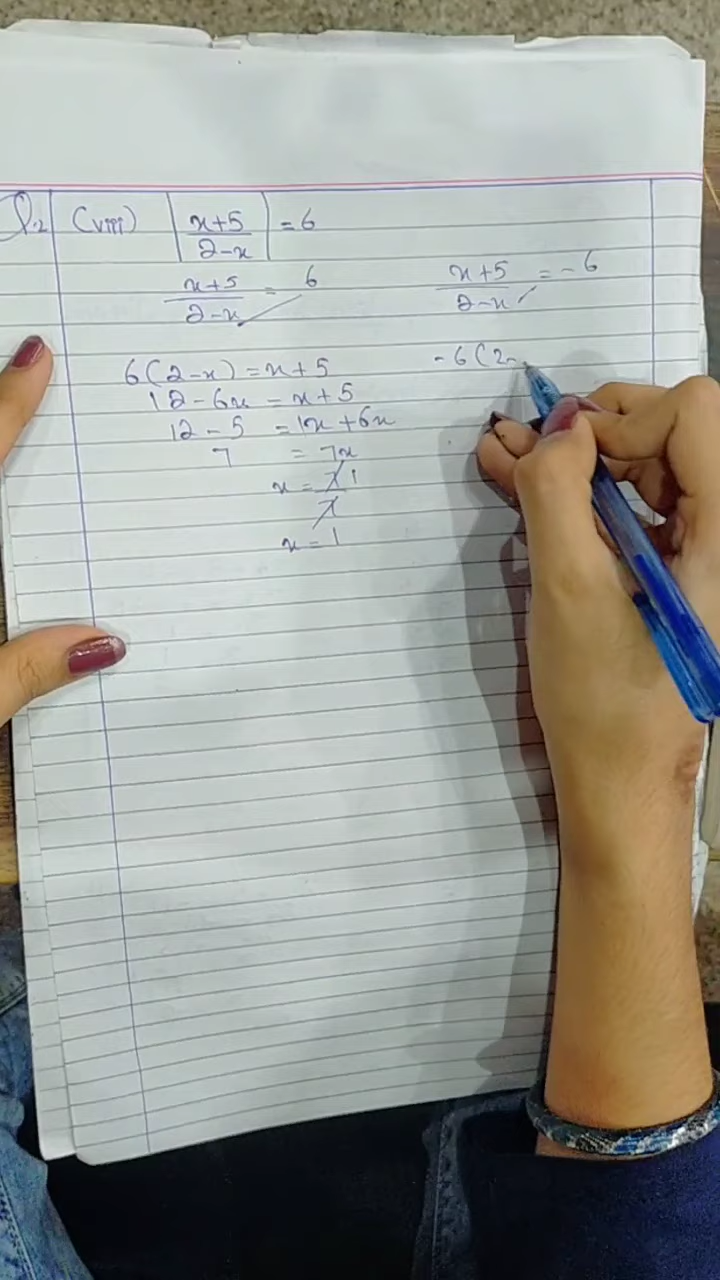 Q.2 (viii) |x+5/2-x| = 6
x+5/2-x = 6
6(2-x) = x+5
12-6x = x+5
12-5 = 1x+6x
7 = 7x
x = 7/7 1
x = 1
x+5/2-x = -6
-6(2-